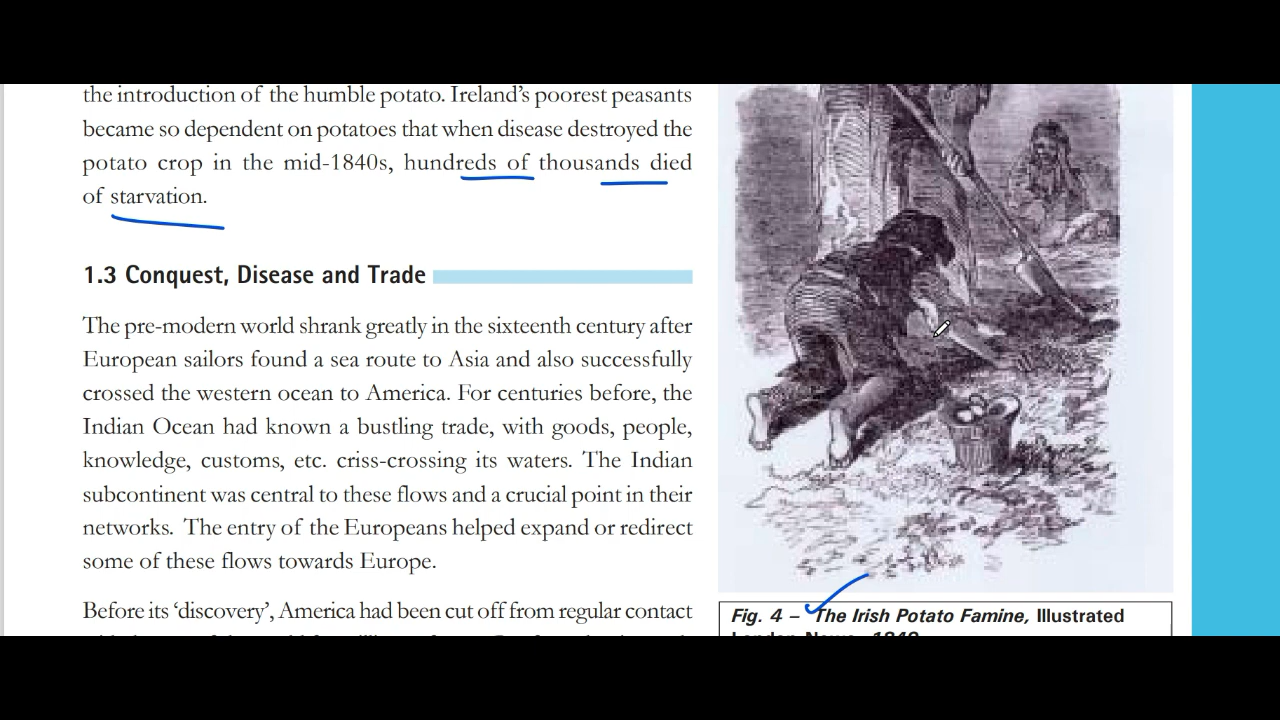 the introduction of the humble potato. Ireland’s poorest peasants
became so dependent on potatoes that when disease destroyed the
potato crop in the mid-1840s, hundreds of thousands died
of starvation.
1.3 Conquest, Disease and Trade
The pre-modern world shrank greatly in the sixteenth century after
European sailors found a sea route to Asia and also successfully
crossed the western ocean to America. For centuries before, the
Indian Ocean had known a bustling trade, with goods, people,
knowledge, customs, etc. criss-crossing its waters. The Indian
subcontinent was central to these flows and a crucial point in their
networks. The entry of the Europeans helped expand or redirect
some of these flows towards Europe.
Before its ‘discovery’, America had been cut off from regular contact
Fig. 4 – The Irish Potato Famine, Illustrated
London News, 1849